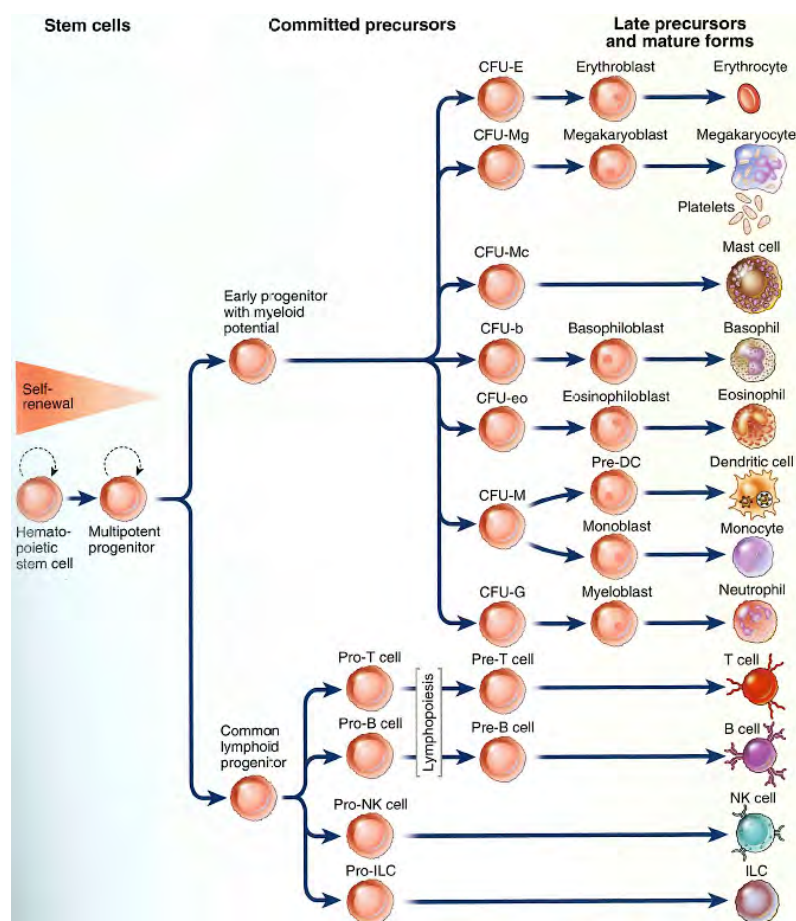 Stem cells
Committed precursors
Late precursors
and mature forms
CFU-E
Erythroblast
Erythrocyte
CFU-Mg
Megakaryoblast
Megakaryocyte
Platelets
CFU-Mc
Mast cell
Early progenitor
with myeloid
potential
CFU-b
Basophiloblast
Basophil
Self-
renewal
CFU-eo
Eosinophiloblast
Eosinophil
Pre-DC
Dendritic cell
CFU-M
Monoblast
Monocyte
Hemato-
poietic
stem cell
Multipotent
progenitor
CFU-G
Myeloblast
Neutrophil
Pro-T cell
Pre-T cell
T cell
Lymphopoiesis
Common
lymphoid
progenitor
Pro-B cell
Pre-B cell
B cell
Pro-NK cell
NK cell
Pro-ILC
ILC